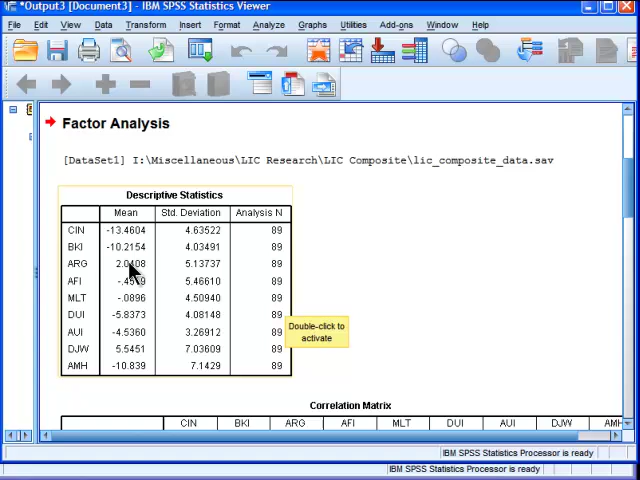 *Output3 [Document3] - IBM SPSS Statistics Viewer
File Edit View Data Transform Insert Format Analyze Graphs Utilities Add-ons Window Help
Factor Analysis
[DataSet1] I:\Miscellaneous\LIC Research\LIC Composite\lic_composite_data.sav
Descriptive Statistics
Mean Std. Deviation Analysis N
CIN -13.4604 4.63522 89
BKI -10.2154 4.03491 89
ARG 5.13737 89
AFI 5.46610 89
MLT -.0896 4.50940 89
DUI -5.8373 4.08148 89
AUI -4.5360 3.26912 89
DJW 5.5451 7.03609 89
AMH -10.839 7.1429 89
Double-click to
activate
Correlation Matrix
CIN BKI ARG AFI MLT DUI AUI DJW
IBM SPSS Statistics Processor is ready
IBM SPSS Statistics Processor is ready